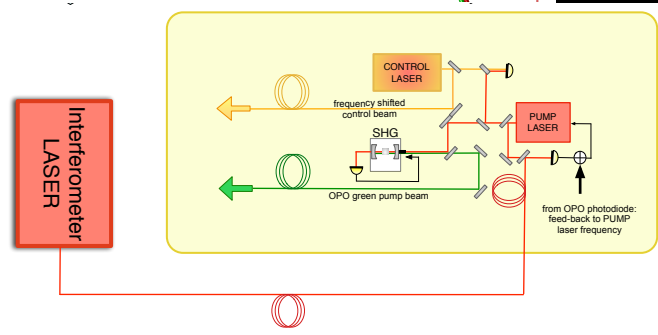 CONTROL
LASER
frequency shifted
control beam
PUMP
LASER
SHG
Interferometer
LASER
OPO green pump beam
from OPO photodiode:
feed-back to PUMP
laser frequency